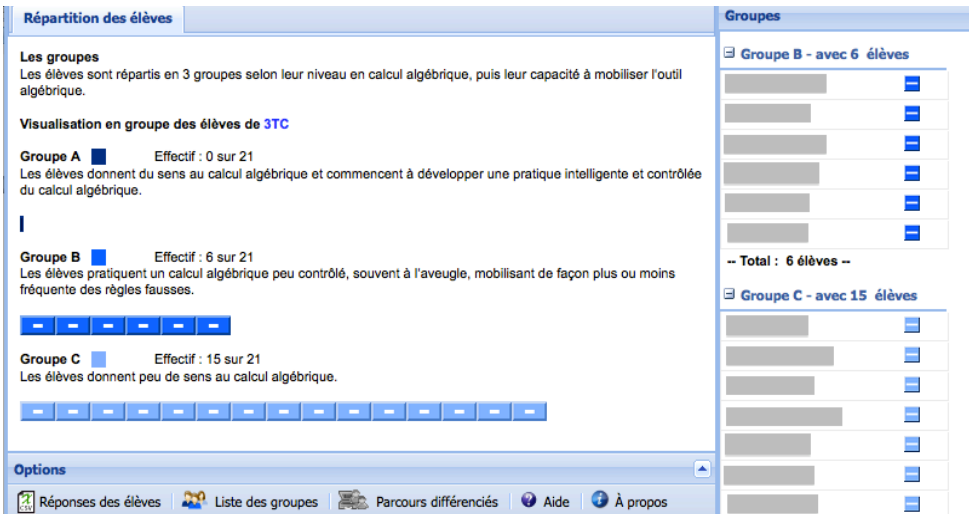 Répartition des élèves
Les groupes
Les élèves sont répartis en 3 groupes selon leur niveau en calcul algébrique, puis leur capacité à mobiliser l'outil
algébrique.
Visualisation en groupe des élèves de 3TC
Groupe A Effectif : 0 sur 21
Les élèves donnent du sens au calcul algébrique et commencent à développer une pratique intelligente et contrôlée
du calcul algébrique.
Groupe B Effectif : 6 sur 21
Les élèves pratiquent un calcul algébrique peu contrôlé, souvent à l'aveugle, mobilisant de façon plus ou moins
fréquente des règles fausses.
Groupe C Effectif : 15 sur 21
Les élèves donnent peu de sens au calcul algébrique.
Options
CSV Réponses des élèves Liste des groupes Parcours différenciés Aide À propos
Groupes
Groupe B - avec 6 élèves
-- Total : 6 élèves --
Groupe C - avec 15 élèves